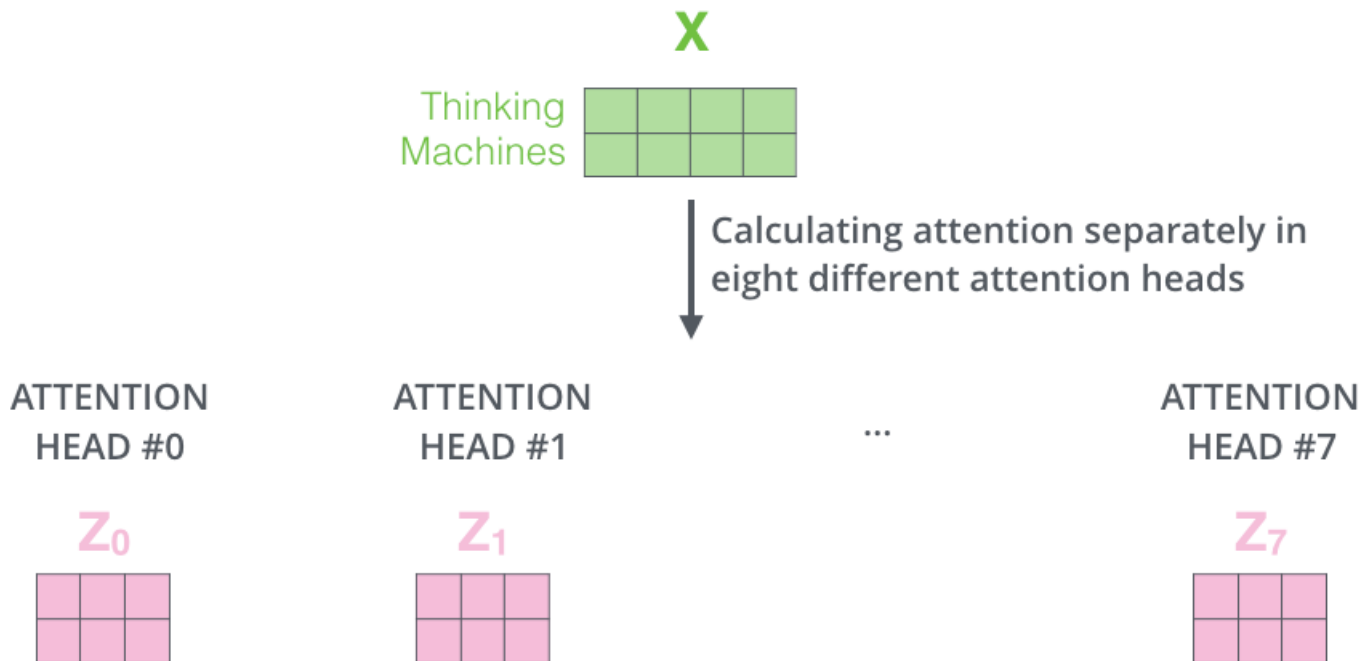 X
Thinking
Machines
Calculating attention separately in
eight different attention heads
ATTENTION
HEAD #0
ATTENTION
HEAD #1
...
ATTENTION
HEAD #7
Z0
Z1
Z7